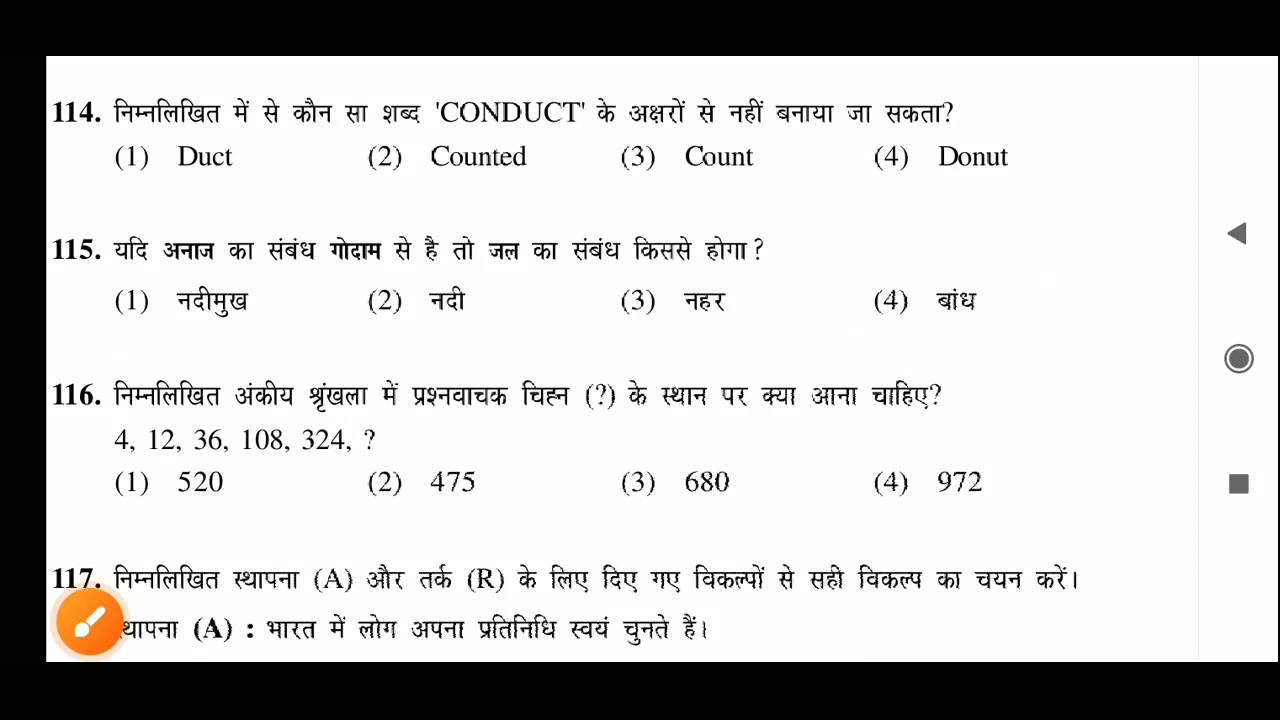 114. निम्नलिखित में से कौन सा शब्द 'CONDUCT' के अक्षरों से नहीं बनाया जा सकता?
(1) Duct (2) Counted (3) Count (4) Donut
115. यदि अनाज का संबंध गोदाम से है तो जल का संबंध किससे होगा?
(1) नदीमुख (2) नदी (3) नहर (4) बांध
116. निम्नलिखित अंकीय श्रृंखला में प्रश्नवाचक चिह्न (?) के स्थान पर क्या आना चाहिए?
4, 12, 36, 108, 324, ?
(1) 520 (2) 475 (3) 680 (4) 972
117. निम्नलिखित स्थापना (A) और तर्क (R) के लिए दिए गए विकल्पों से सही विकल्प का चयन करें।
थापना (A) : भारत में लोग अपना प्रतिनिधि स्वयं चुनते हैं।